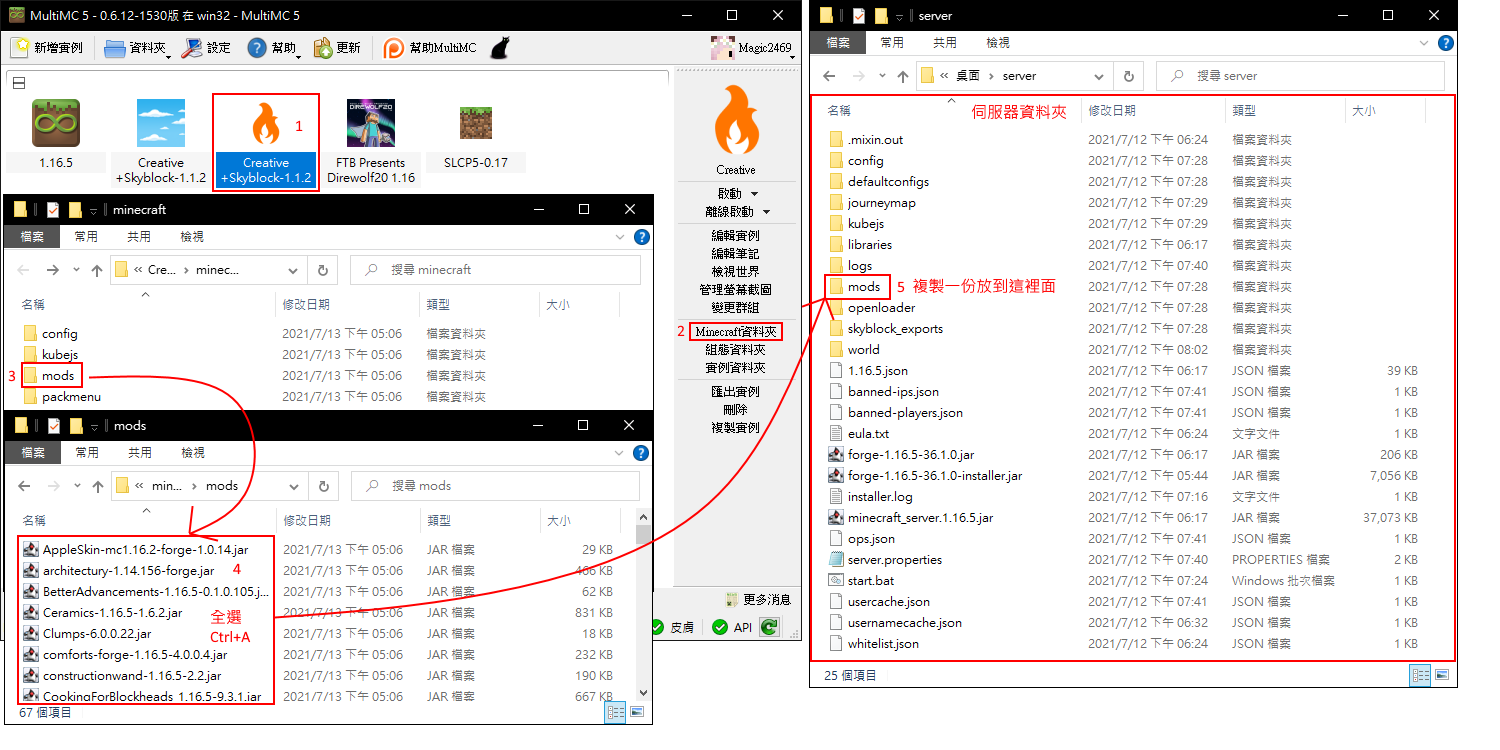 MultiMC 5 - 0.6.12-1530版 在 win32 - MultiMC 5
新增實例 資料夾 設定 幫助 更新 幫助MultiMC Magic2469
1.16.5
Creative
+Skyblock-1.1.2
1
Creative
+Skyblock-1.1.2
FTB Presents
Direwolf20 1.16
DIREWOLF20
SLCP5-0.17
Creative
啟動
離線啟動
編輯實例
編輯筆記
檢視世界
管理螢幕截圖
變更群組
2 Minecraft資料夾
組態資料夾
實例資料夾
匯出實例
刪除
複製實例
更多消息
皮膚 API
minecraft
檔案 常用 共用 檢視
« Cre... › minec...
搜尋 minecraft
名稱 修改日期 類型 大小
config 2021/7/13 下午 05:06 檔案資料夾
kubejs 2021/7/13 下午 05:06 檔案資料夾
3 mods 2021/7/13 下午 05:06 檔案資料夾
packmenu 2021/7/13 下午 05:06 檔案資料夾
mods
檔案 常用 共用 檢視
« min... › mods
搜尋 mods
名稱 修改日期 類型 大小
AppleSkin-mc1.16.2-forge-1.0.14.jar 2021/7/13 下午 05:06 JAR 檔案 29 KB
architectury-1.14.156-forge.jar 4 2021/7/13 下午 05:06 JAR 檔案 466 KB
BetterAdvancements-1.16.5-0.1.0.105.j... 2021/7/13 下午 05:06 JAR 檔案 62 KB
Ceramics-1.16.5-1.6.2.jar 2021/7/13 下午 05:06 JAR 檔案 831 KB
Clumps-6.0.0.22.jar 2021/7/13 下午 05:06 JAR 檔案 18 KB
comforts-forge-1.16.5-4.0.0.4.jar 2021/7/13 下午 05:06 JAR 檔案 232 KB
constructionwand-1.16.5-2.2.jar 2021/7/13 下午 05:06 JAR 檔案 190 KB
CookingForBlockheads_1.16.5-9.3.1.jar 2021/7/13 下午 05:06 JAR 檔案 667 KB
全選
Ctrl+A
67 個項目
server
檔案 常用 共用 檢視
« 桌面 › server
搜尋 server
名稱 伺服器資料夾 修改日期 類型 大小
.mixin.out 2021/7/12 下午 06:24 檔案資料夾
config 2021/7/12 下午 07:28 檔案資料夾
defaultconfigs 2021/7/12 下午 07:28 檔案資料夾
journeymap 2021/7/12 下午 07:29 檔案資料夾
kubejs 2021/7/12 下午 07:29 檔案資料夾
libraries 2021/7/12 下午 06:17 檔案資料夾
logs 2021/7/12 下午 07:40 檔案資料夾
mods 5 複製一份放到這裡面 2021/7/12 下午 07:28 檔案資料夾
openloader 2021/7/12 下午 07:28 檔案資料夾
skyblock_exports 2021/7/12 下午 07:28 檔案資料夾
world 2021/7/12 下午 08:02 檔案資料夾
1.16.5.json 2021/7/12 下午 06:17 JSON 檔案 39 KB
banned-ips.json 2021/7/12 下午 07:41 JSON 檔案 1 KB
banned-players.json 2021/7/12 下午 07:41 JSON 檔案 1 KB
eula.txt 2021/7/12 下午 06:24 文字文件 1 KB
forge-1.16.5-36.1.0.jar 2021/7/12 下午 06:17 JAR 檔案 206 KB
forge-1.16.5-36.1.0-installer.jar 2021/7/12 下午 05:44 JAR 檔案 7,056 KB
installer.log 2021/7/12 下午 07:16 文字文件 1 KB
minecraft_server.1.16.5.jar 2021/7/12 下午 06:17 JAR 檔案 37,073 KB
ops.json 2021/7/12 下午 07:41 JSON 檔案 1 KB
server.properties 2021/7/12 下午 07:40 PROPERTIES 檔案 2 KB
start.bat 2021/7/12 下午 07:24 Windows 批次檔案 1 KB
usercache.json 2021/7/12 下午 07:41 JSON 檔案 1 KB
usernamecache.json 2021/7/12 下午 06:32 JSON 檔案 1 KB
whitelist.json 2021/7/12 下午 06:24 JSON 檔案 1 KB
25 個項目